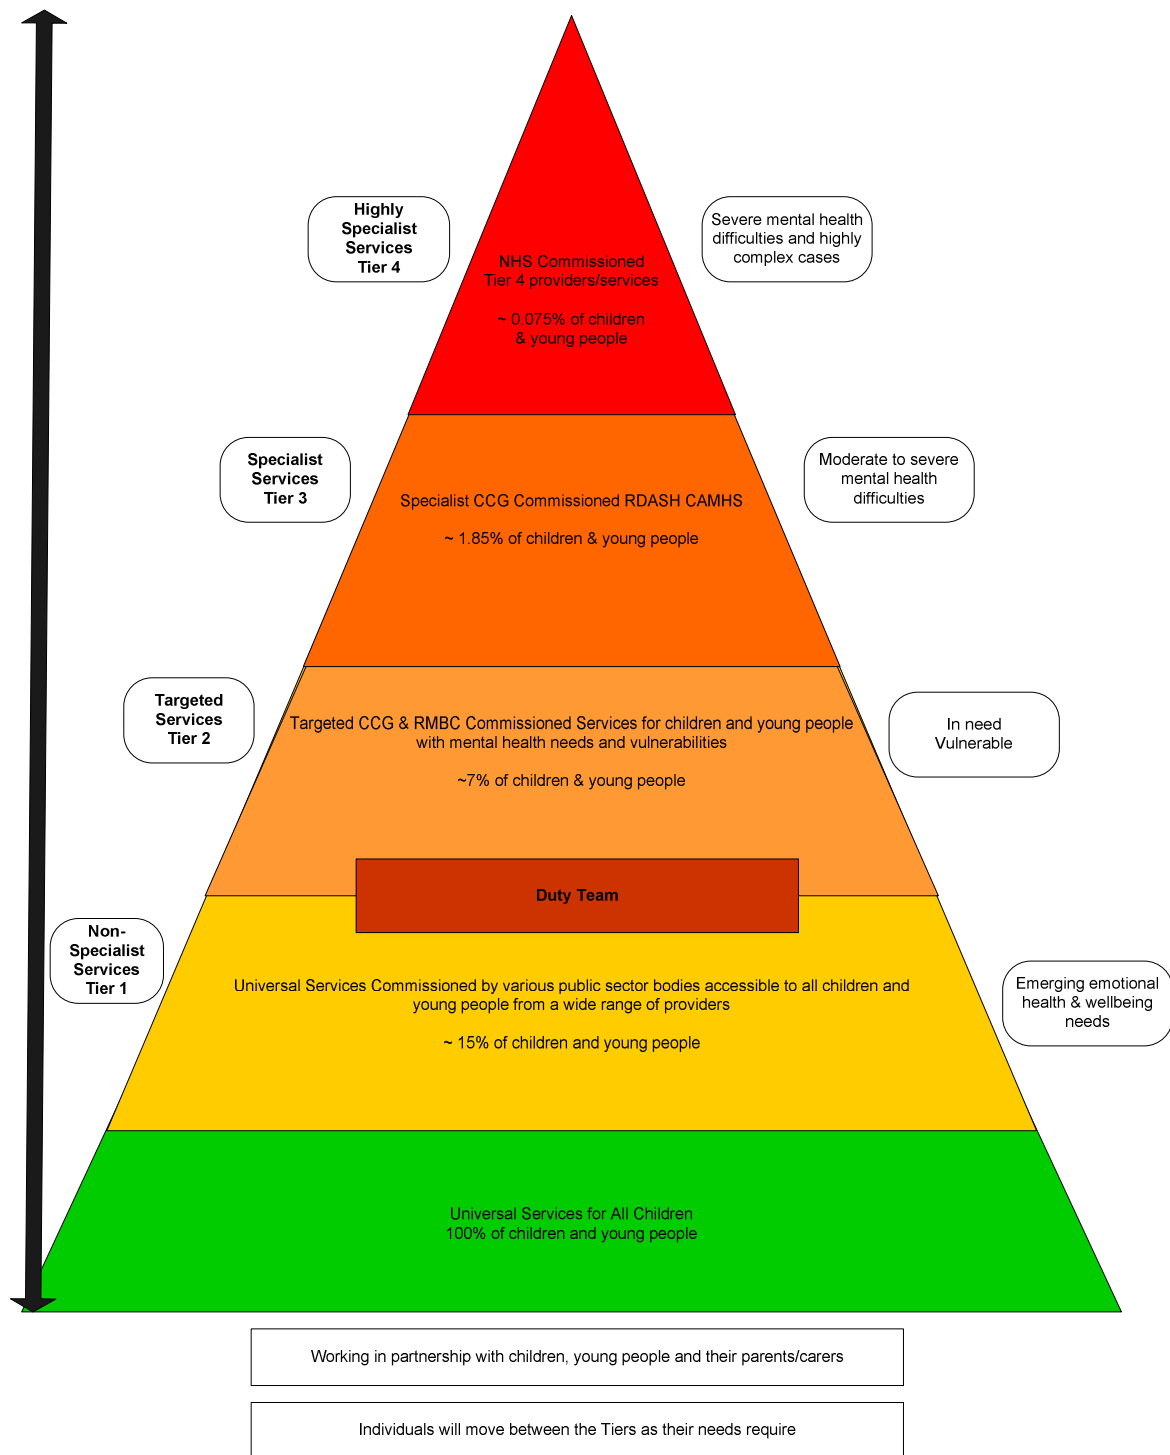 Highly
Specialist
Services
Tier 4
NHS Commissioned
Tier 4 providers/services
~ 0.075% of children
& young people
Severe mental health
difficulties and highly
complex cases
Specialist
Services
Tier 3
Specialist CCG Commissioned RDASH CAMHS
~ 1.85% of children & young people
Moderate to severe
mental health
difficulties
Targeted
Services
Tier 2
Targeted CCG & RMBC Commissioned Services for children and young people
with mental health needs and vulnerabilities
~7% of children & young people
In need
Vulnerable
Duty Team
Non-
Specialist
Services
Tier 1
Universal Services Commissioned by various public sector bodies accessible to all children and
young people from a wide range of providers
~ 15% of children and young people
Emerging emotional
health & wellbeing
needs
Universal Services for All Children
100% of children and young people
Working in partnership with children, young people and their parents/carers
Individuals will move between the Tiers as their needs require